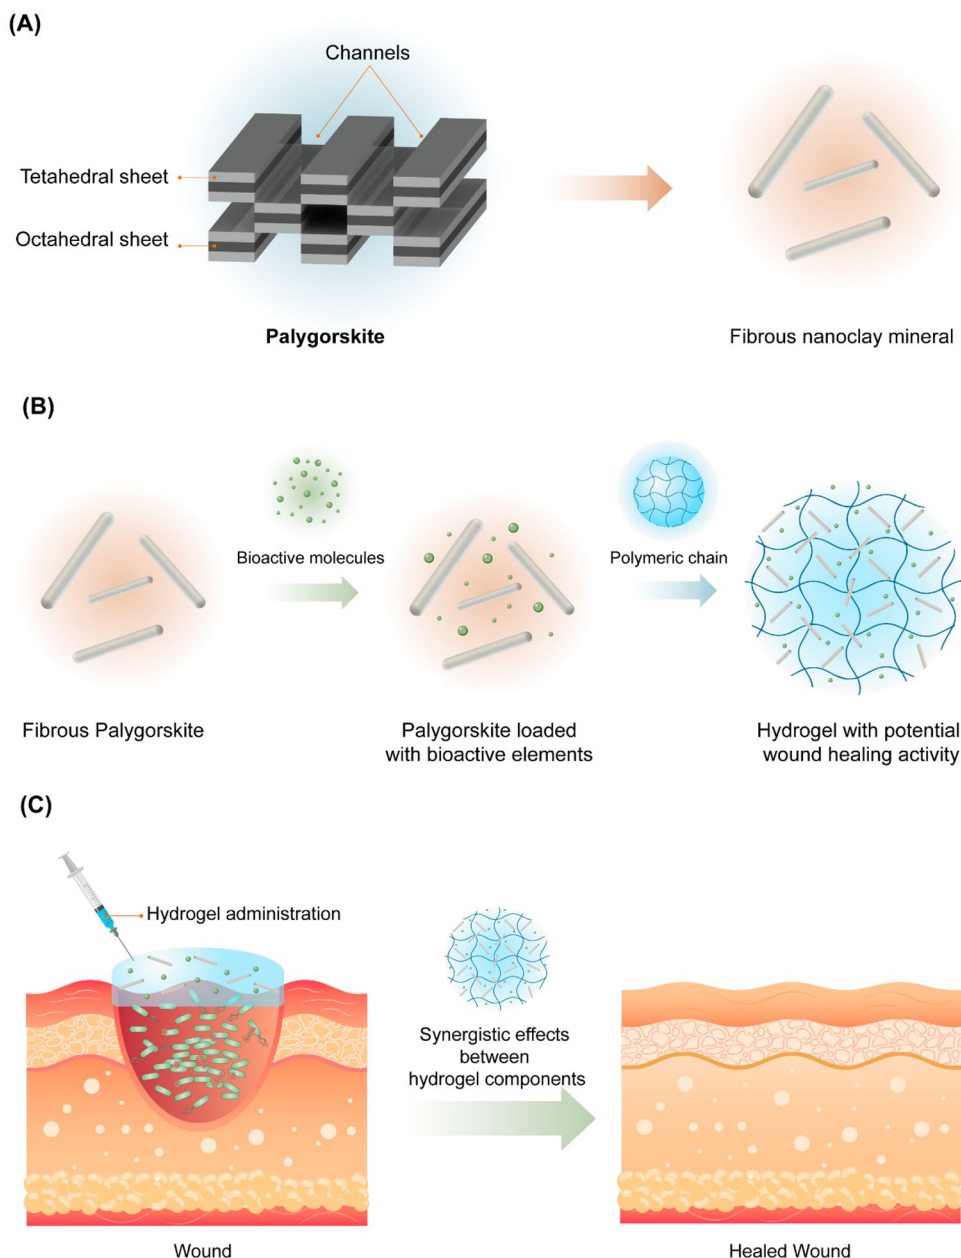 (A)
Channels
Tetahedral sheet
Octahedral sheet
Palygorskite
Fibrous nanoclay mineral
(B)
Bioactive molecules
Polymeric chain
Fibrous Palygorskite
Palygorskite loaded
with bioactive elements
Hydrogel with potential
wound healing activity
(C)
Hydrogel administration
Synergistic effects
between
hydrogel components
Wound
Healed Wound